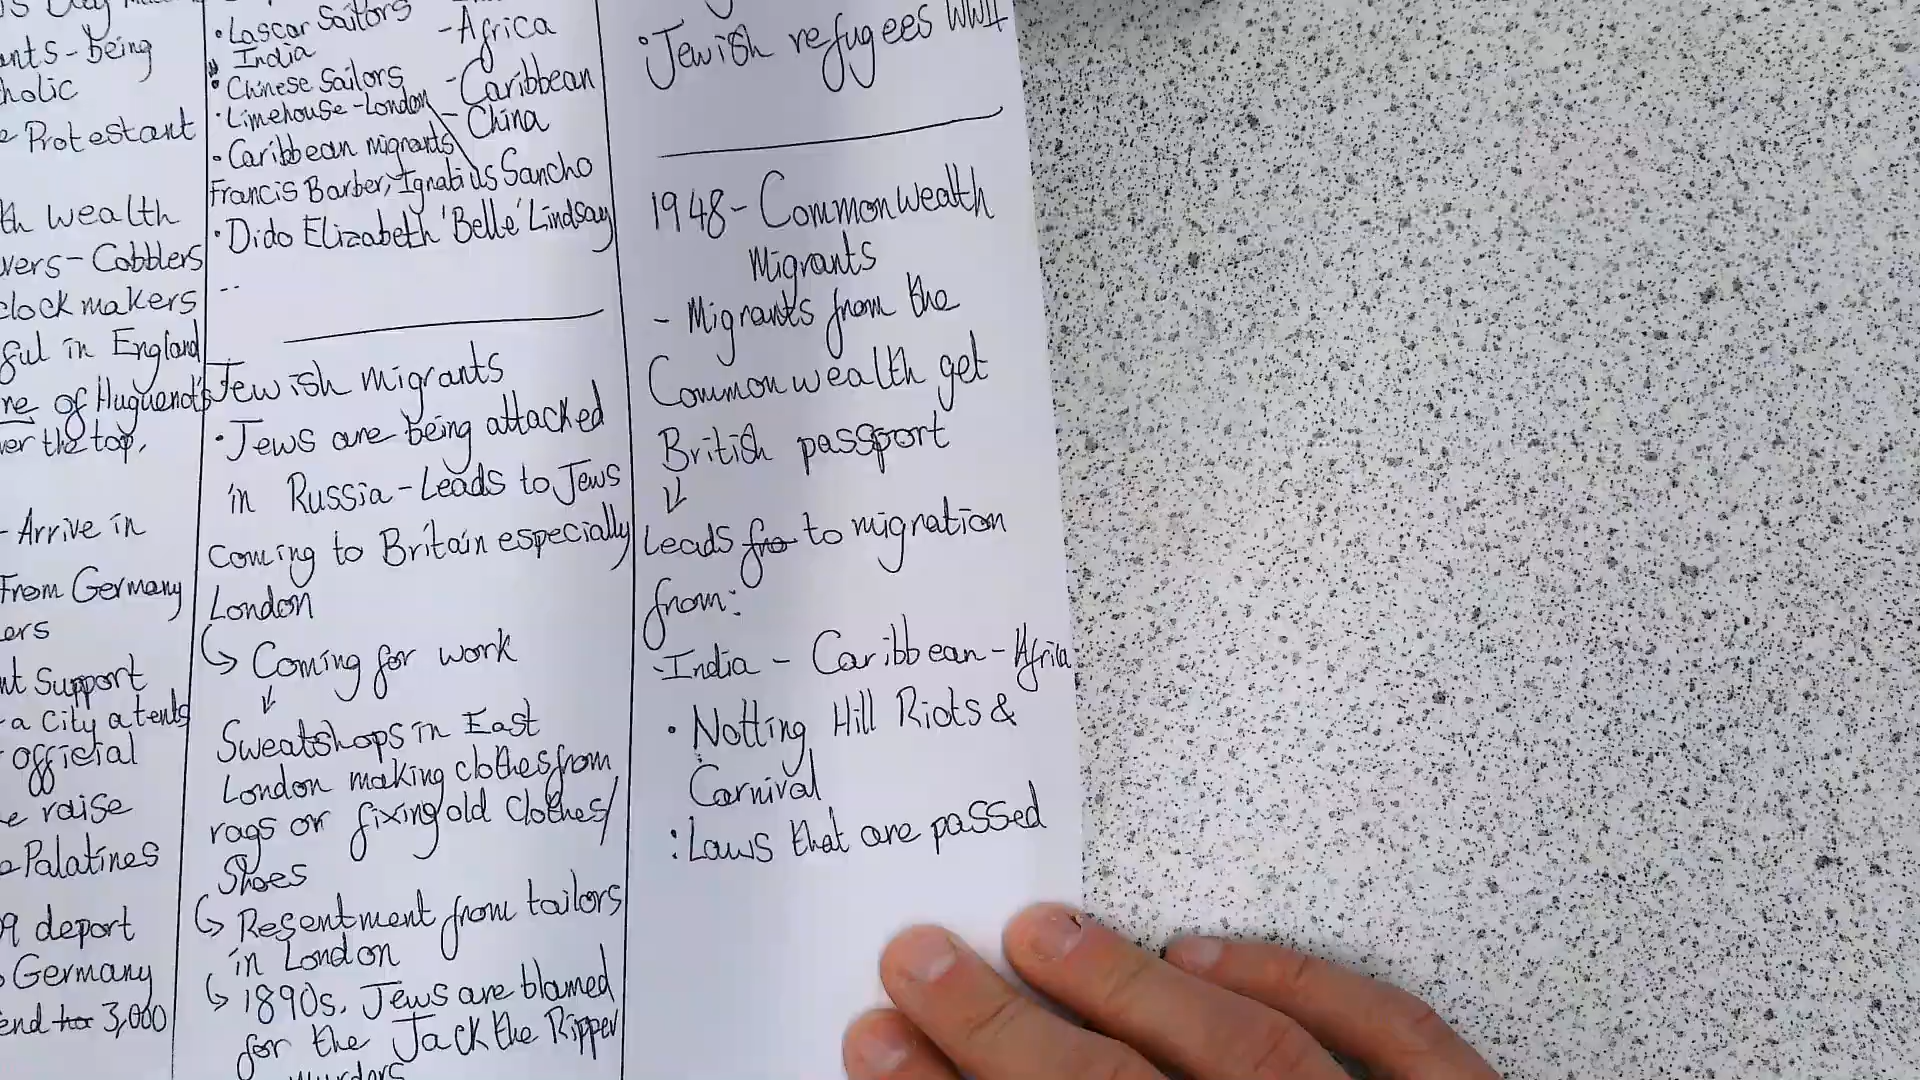 ants - being
holic
Protestant
th wealth
vers - Cobblers
clock makers
ful in England
of Huguenot's
ver the top.
- Arrive in
From Germany
ers
nt Support
- a City of tents
official
e raise
Palatines
09 deport
Germany
end 3,000
• Lascar Sailors
India
• Chinese Sailors
• Limehouse - London
• Caribbean migrants
Francis Barber, Ignatius Sancho
• Dido Elizabeth 'Belle' Lindsay
--
- Africa
- Caribbean
- China
Jewish migrants
• Jews are being attacked
in Russia - Leads to Jews
Coming to Britain especially
London
↳ Coming for work
↓
Sweatshops in East
London making clothes from
rags or fixing old clothes/
Shoes
↳ Resentment from tailors
in London
↳ 1890s. Jews are blamed
for the Jack the Ripper
Murders
• Jewish refugees WWII
1948 - Commonwealth
Migrants
- Migrants from the
Commonwealth get
British passport
↓
Leads fro to migration
from:
- India - Caribbean - Africa
• Notting Hill Riots &
Carnival
: Laws that are passed